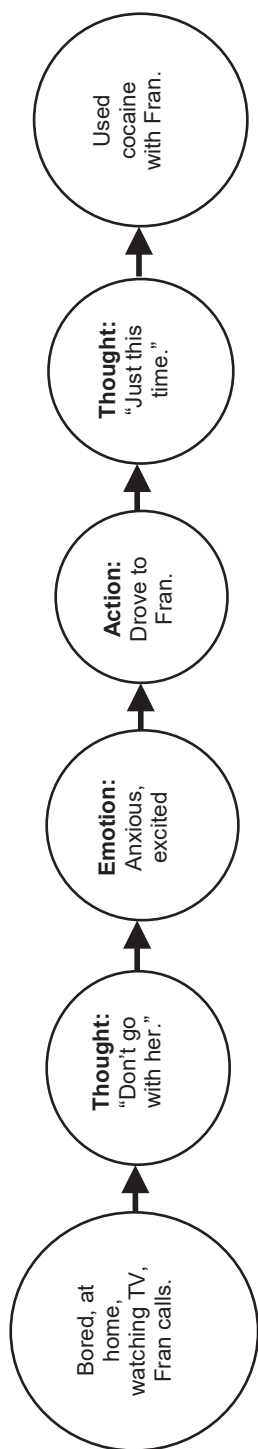 Bored, at
home,
watching TV,
Fran calls.
Thought:
“Don’t go
with her.”
Emotion:
Anxious,
excited
Action:
Drove to
Fran.
Thought:
“Just this
time.”
Used
cocaine
with Fran.